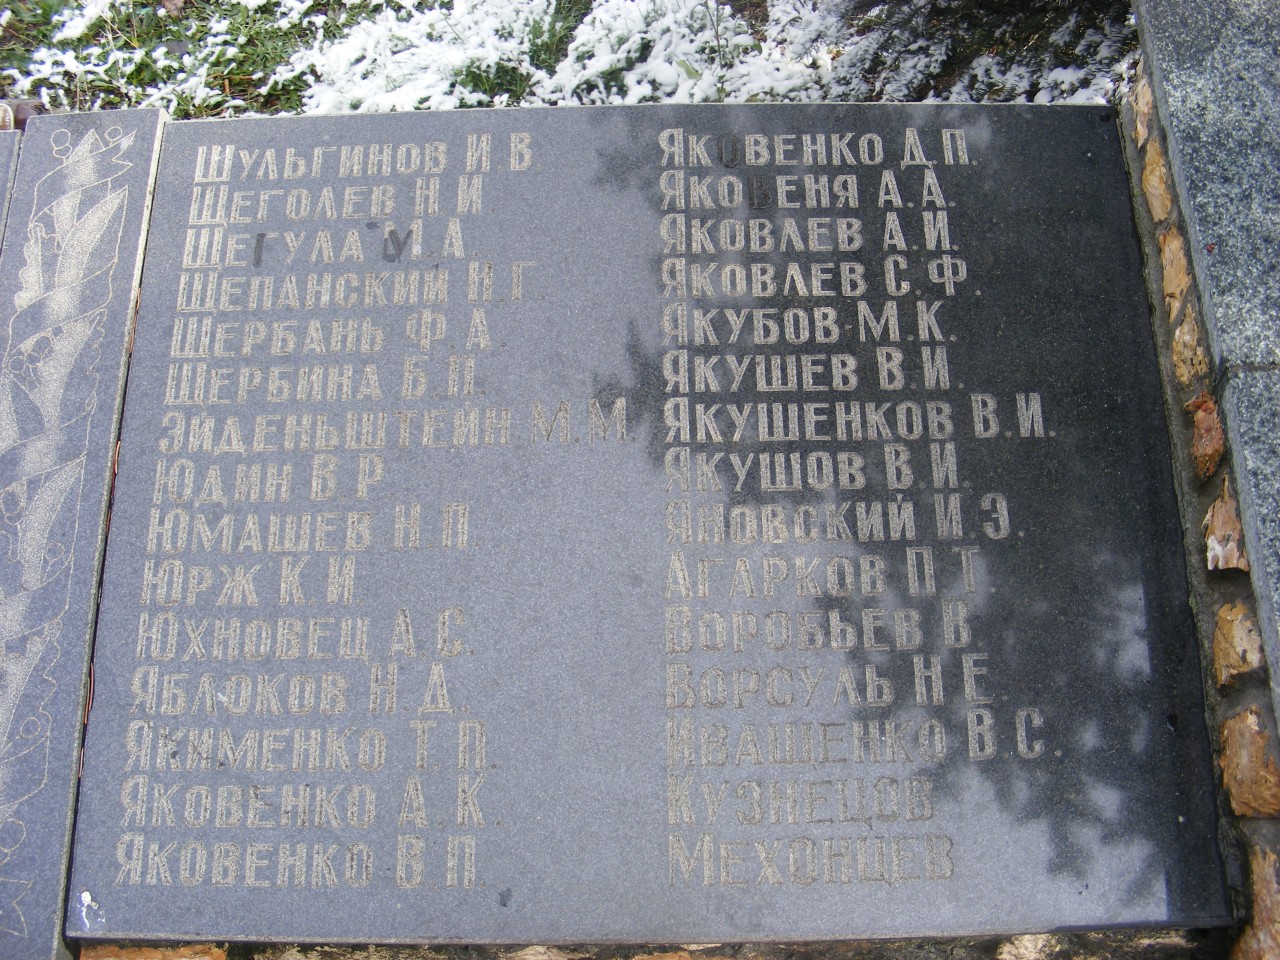 Шульгинов И.В
Щеголев Н.И
Щегула М.А
Щепанский Н.Г.
Щербань Ф.А.
Щербина Б.Н.
Эйденьштейн.М.М.
Юдин В.Р.
Юмашев Н.П.
Юрж К.И
Юхновец А.С.
Яблоков Н.Д.
Якименко Т.П.
Яковенко А.К.
Яковенко В.П.
Яковенко Д.П.
Яковеня А.А.
Яковлев А.И.
Яковлев С.Ф.
Якубов М.К.
Якушев В.И.
Якушенков В.И.
Якушов В.И.
Яновский И.Э.
Агарков П.Т
Воробьев В.
Ворсуль Н.Е.
Иващенко В.С.
Кузнецов
Мехонцев